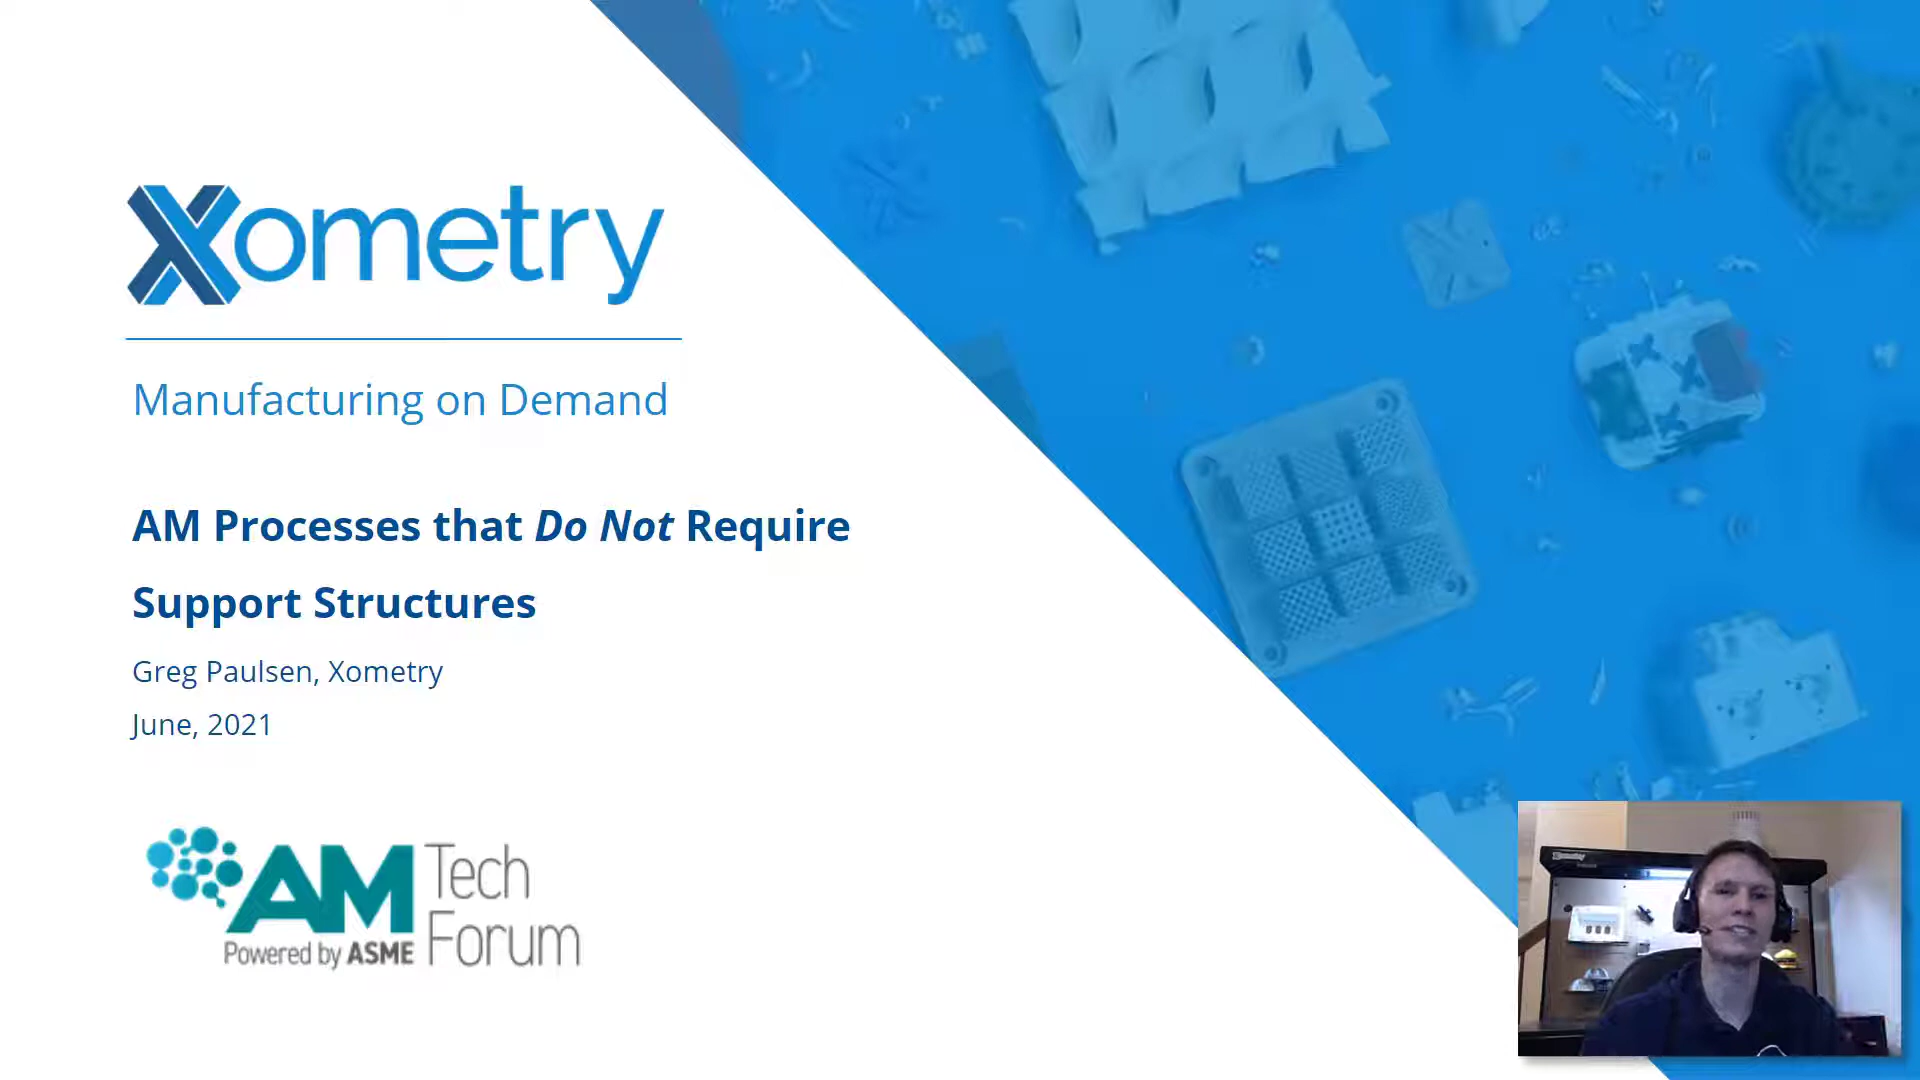 Xometry
Manufacturing on Demand
AM Processes that Do Not Require
Support Structures
Greg Paulsen, Xometry
June, 2021
AM Tech
Forum
Powered by ASME
Xometry